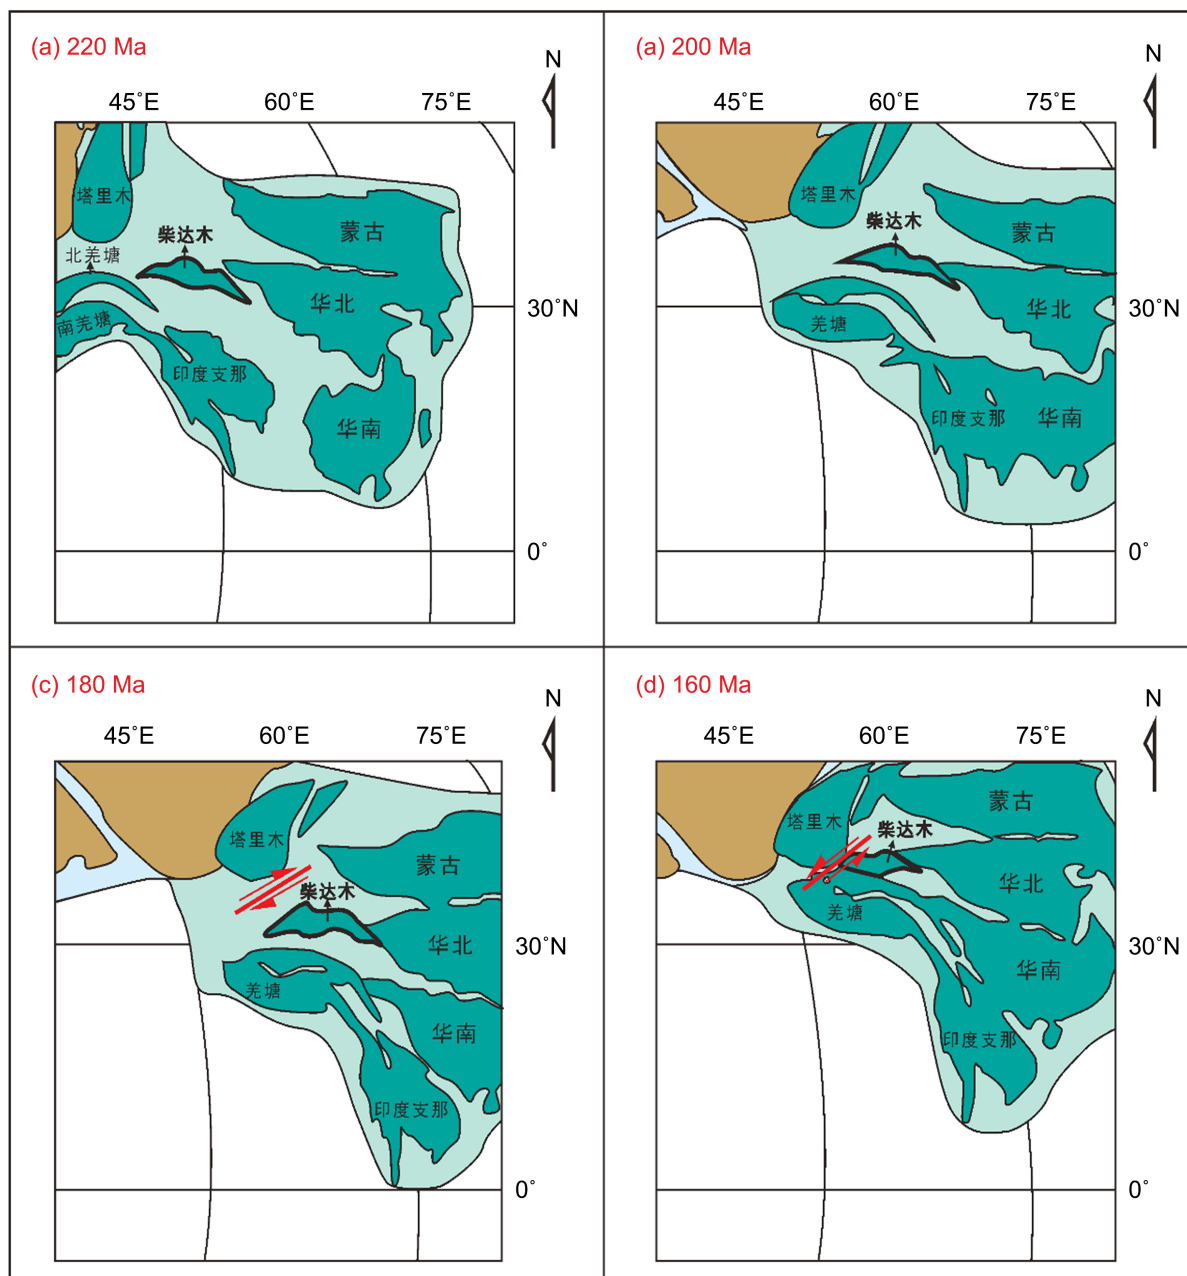 (a) 220 Ma
N
45°E 60°E 75°E
塔里木
柴达木
蒙古
北羌塘
华北
30°N
南羌塘
印度支那
华南
0°
(a) 200 Ma
N
45°E 60°E 75°E
塔里木
柴达木
蒙古
华北
30°N
羌塘
印度支那 华南
0°
(c) 180 Ma
N
45°E 60°E 75°E
塔里木
蒙古
柴达木
华北
30°N
羌塘
华南
印度支那
0°
(d) 160 Ma
N
45°E 60°E 75°E
蒙古
塔里木
柴达木
华北
羌塘
30°N
华南
印度支那
0°